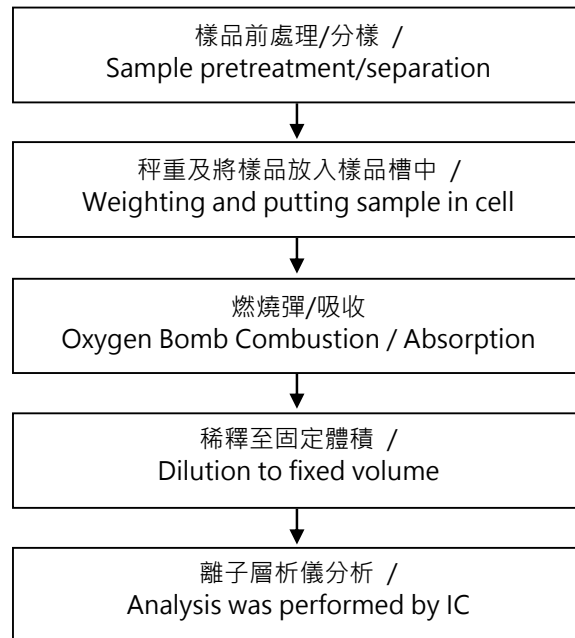 樣品前處理/分樣 /
Sample pretreatment/separation
秤重及將樣品放入樣品槽中 /
Weighting and putting sample in cell
燃燒彈/吸收
Oxygen Bomb Combustion / Absorption
稀釋至固定體積 /
Dilution to fixed volume
離子層析儀分析 /
Analysis was performed by IC